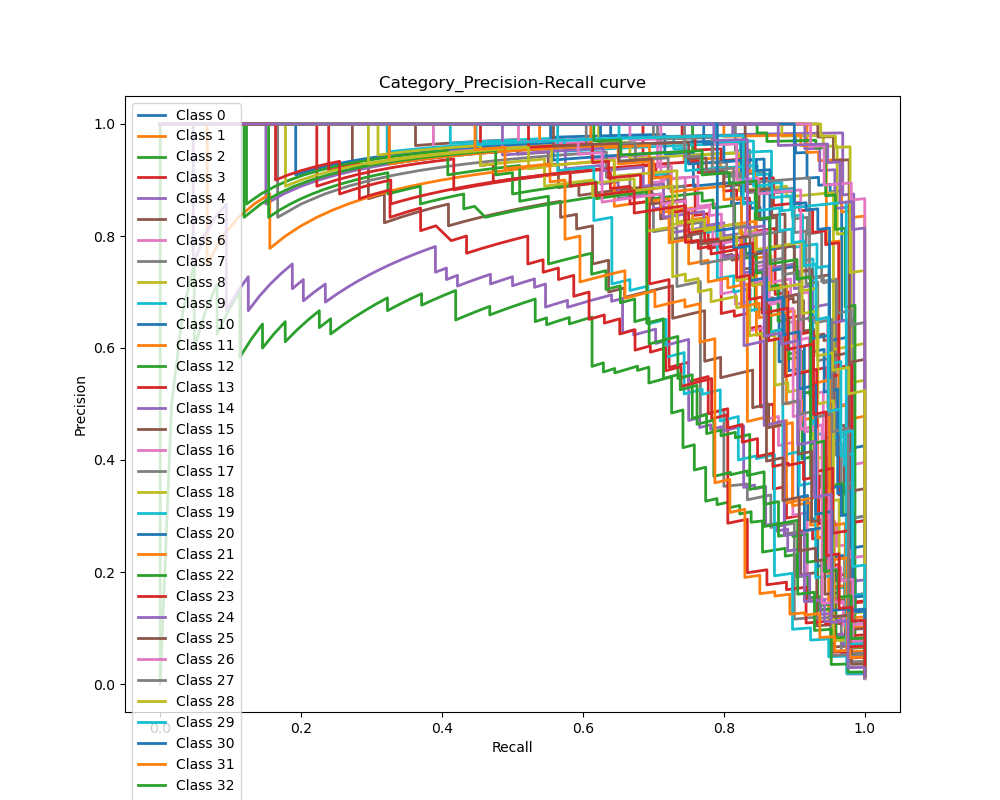 Category_Precision-Recall curve
Precision
1.0
0.8
0.6
0.4
0.2
0.0
Class 0
Class 1
Class 2
Class 3
Class 4
Class 5
Class 6
Class 7
Class 8
Class 9
Class 10
Class 11
Class 12
Class 13
Class 14
Class 15
Class 16
Class 17
Class 18
Class 19
Class 20
Class 21
Class 22
Class 23
Class 24
Class 25
Class 26
Class 27
Class 28
Class 29
Class 30
Class 31
Class 32
0.0 0.2 0.4 0.6 0.8 1.0
Recall